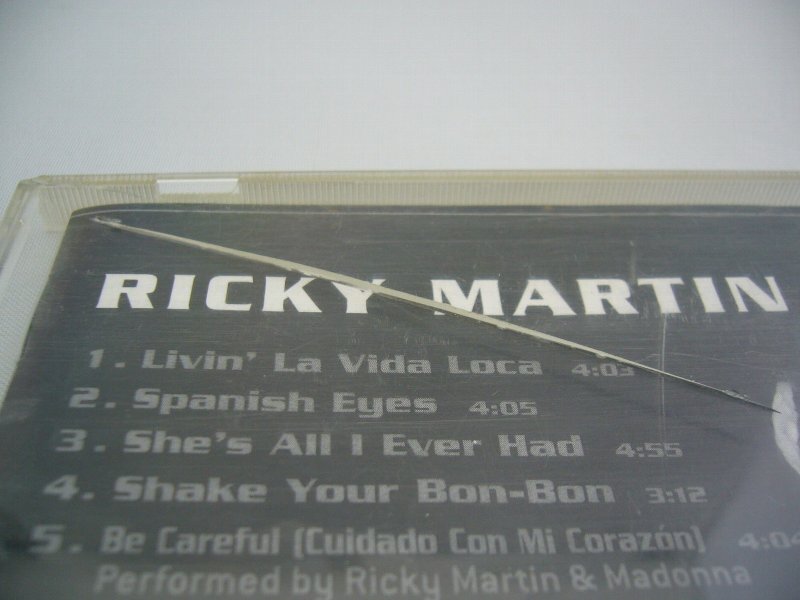 RICKY MARTIN
1. Livin' La Vida Loca 4:03
2. Spanish Eyes 4:05
3. She's All I Ever Had 4:55
4. Shake Your Bon-Bon 3:12
5. Be Careful (Cuidado Con Mi Corazón) 4:04
Performed by Ricky Martin & Madonna